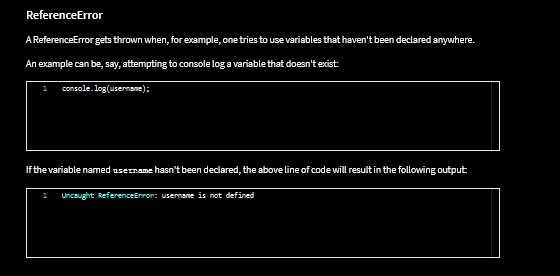 ReferenceError
A ReferenceError gets thrown when, for example, one tries to use variables that haven't been declared anywhere.
An example can be, say, attempting to console log a variable that doesn't exist:
1 console.log(username);
If the variable named username hasn't been declared, the above line of code will result in the following output:
1 Uncaught ReferenceError: username is not defined